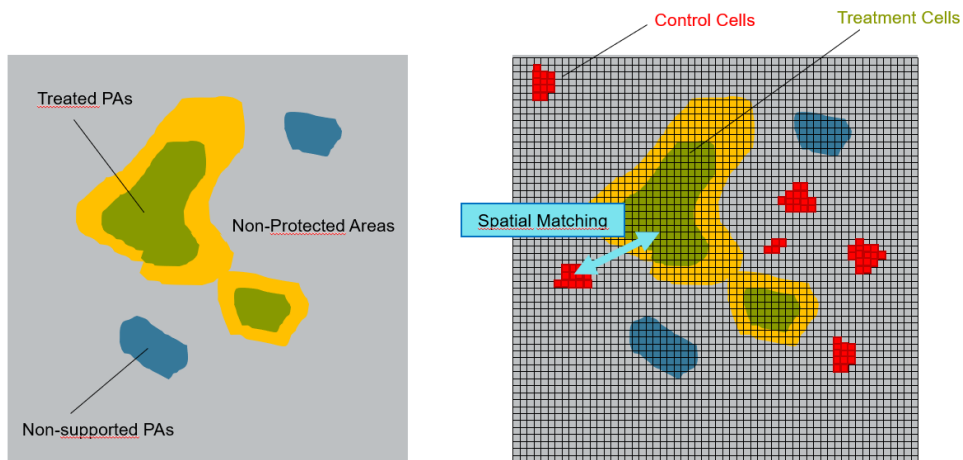 Control Cells
Treatment Cells
Treated PAs
Non-Protected Areas
Spatial Matching
Non-supported PAs